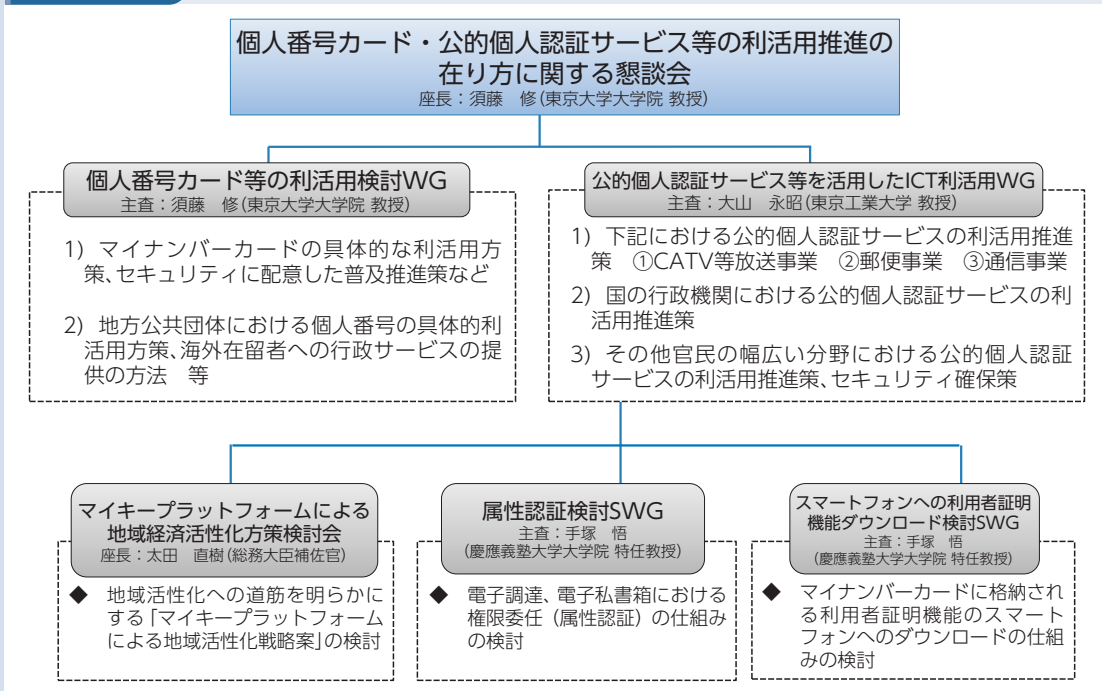 個人番号カード・公的個人認証サービス等の利活用推進の
在り方に関する懇談会
座長：須藤　修(東京大学大学院 教授)
個人番号カード等の利活用検討WG
主査：須藤　修(東京大学大学院 教授)
1) マイナンバーカードの具体的な利活用方
策、セキュリティに配意した普及推進策など
2) 地方公共団体における個人番号の具体的利
活用方策、海外在留者への行政サービスの提
供の方法　等
公的個人認証サービス等を活用したICT利活用WG
主査：大山　永昭(東京工業大学 教授)
1) 下記における公的個人認証サービスの利活用推進
策　①CATV等放送事業　②郵便事業　③通信事業
2) 国の行政機関における公的個人認証サービスの利
活用推進策
3) その他官民の幅広い分野における公的個人認証
サービスの利活用推進策、セキュリティ確保策
マイキープラットフォームによる
地域経済活性化方策検討会
座長：太田　直樹(総務大臣補佐官)
◆　地域活性化への道筋を明らかに
する「マイキープラットフォーム
による地域活性化戦略案」の検討
属性認証検討SWG
主査：手塚　悟
(慶應義塾大学大学院 特任教授)
◆　電子調達、電子私書箱における
権限委任（属性認証）の仕組み
の検討
スマートフォンへの利用者証明
機能ダウンロード検討SWG
主査：手塚　悟
(慶應義塾大学大学院 特任教授)
◆　マイナンバーカードに格納され
る利用者証明機能のスマート
フォンへのダウンロードの仕組
みの検討